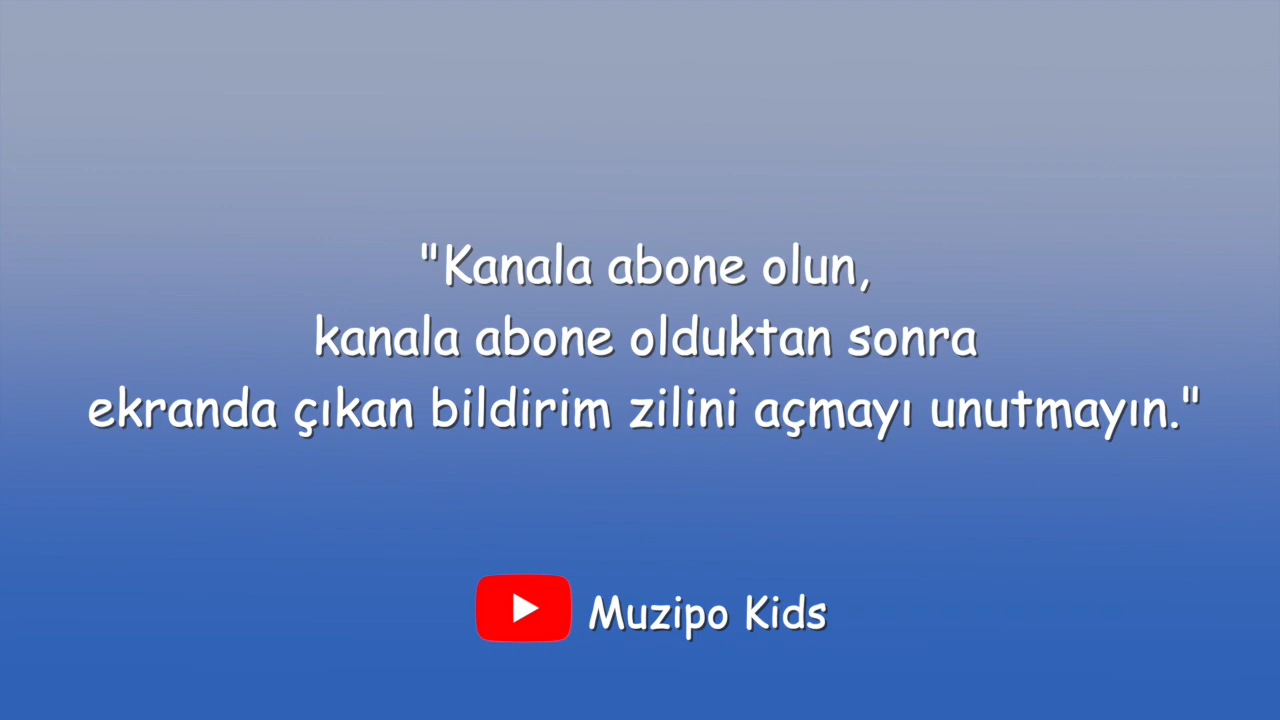 "Kanala abone olun,
kanala abone olduktan sonra
ekranda çıkan bildirim zilini açmayı unutmayın."
Muzipo Kids